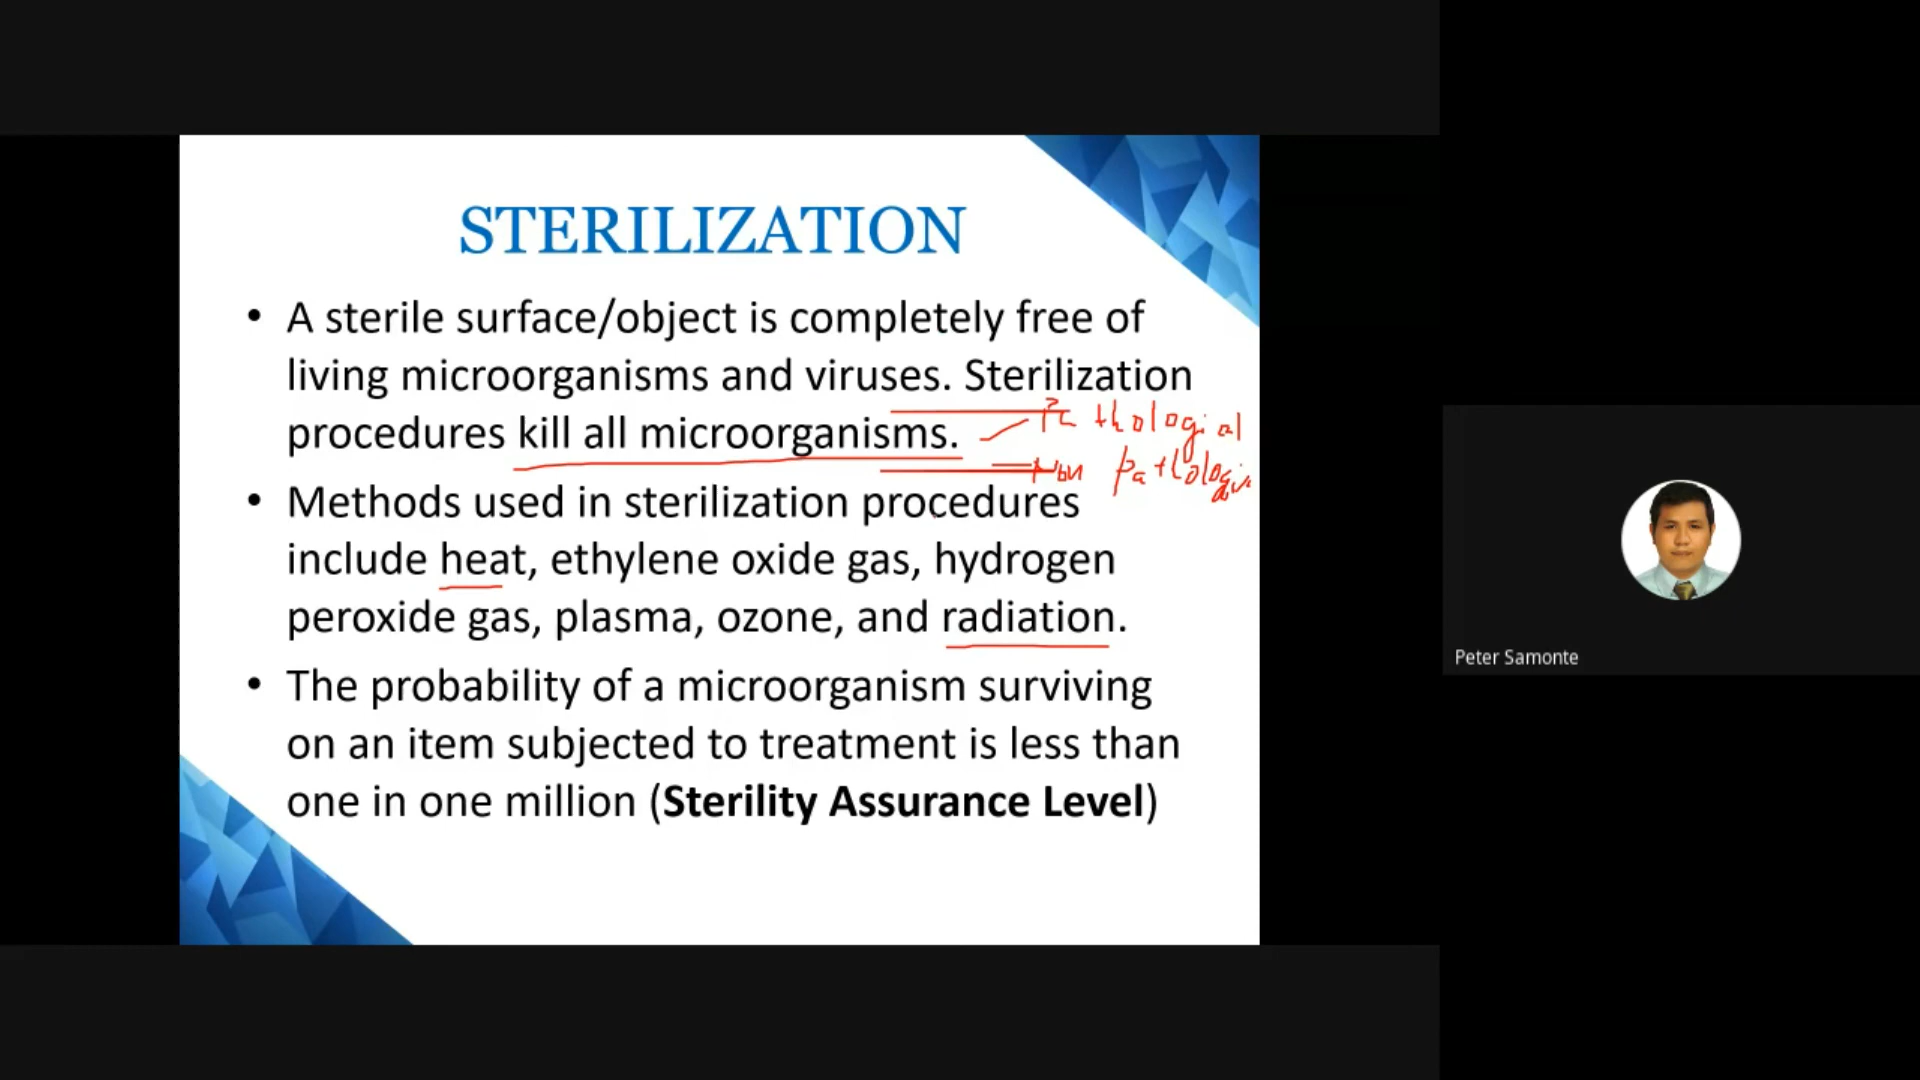 STERILIZATION
• A sterile surface/object is completely free of
living microorganisms and viruses. Sterilization
procedures kill all microorganisms.
Pathological
Non pathologic
• Methods used in sterilization procedures
include heat, ethylene oxide gas, hydrogen
peroxide gas, plasma, ozone, and radiation.
• The probability of a microorganism surviving
on an item subjected to treatment is less than
one in one million (Sterility Assurance Level)
Peter Samonte